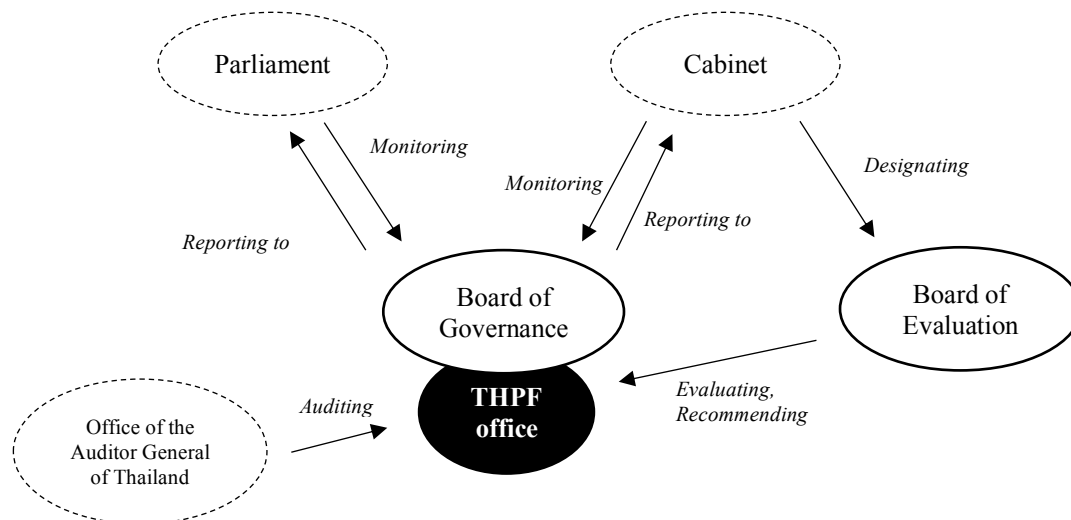 Parliament
Cabinet
Monitoring
Designating
Monitoring
Reporting to
Reporting to
Board of
Governance
Board of
Evaluation
THPF
office
Evaluating,
Recommending
Auditing
Office of the
Auditor General
of Thailand